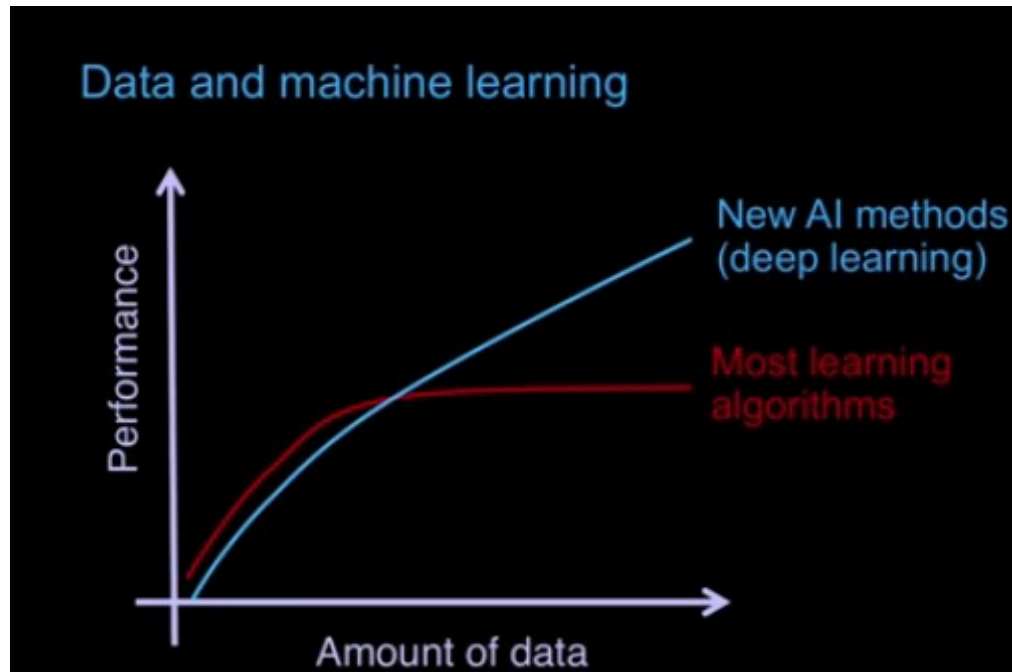 Data and machine learning
New AI methods
(deep learning)
Most learning
algorithms
Performance
Amount of data